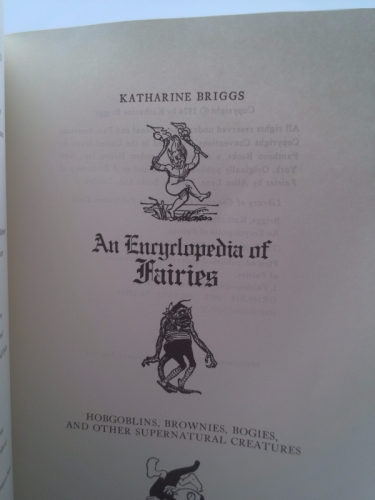 KATHARINE BRIGGS
An Encyclopedia of
Fairies
HOBGOBLINS, BROWNIES, BOGIES,
AND OTHER SUPERNATURAL CREATURES